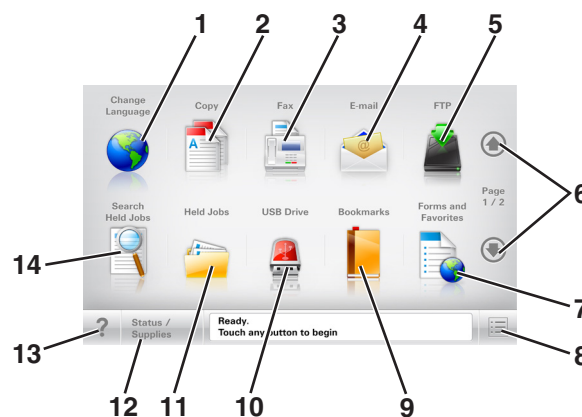 1 2 3 4 5
Change
Language
Copy
Fax
E-mail
FTP
A
@
6
Page
1 / 2
Search
Held Jobs
Held Jobs
USB Drive
Bookmarks
Forms and
Favorites
14
7
?
Status /
Supplies
Ready.
Touch any button to begin
8
13
12
11
10
9